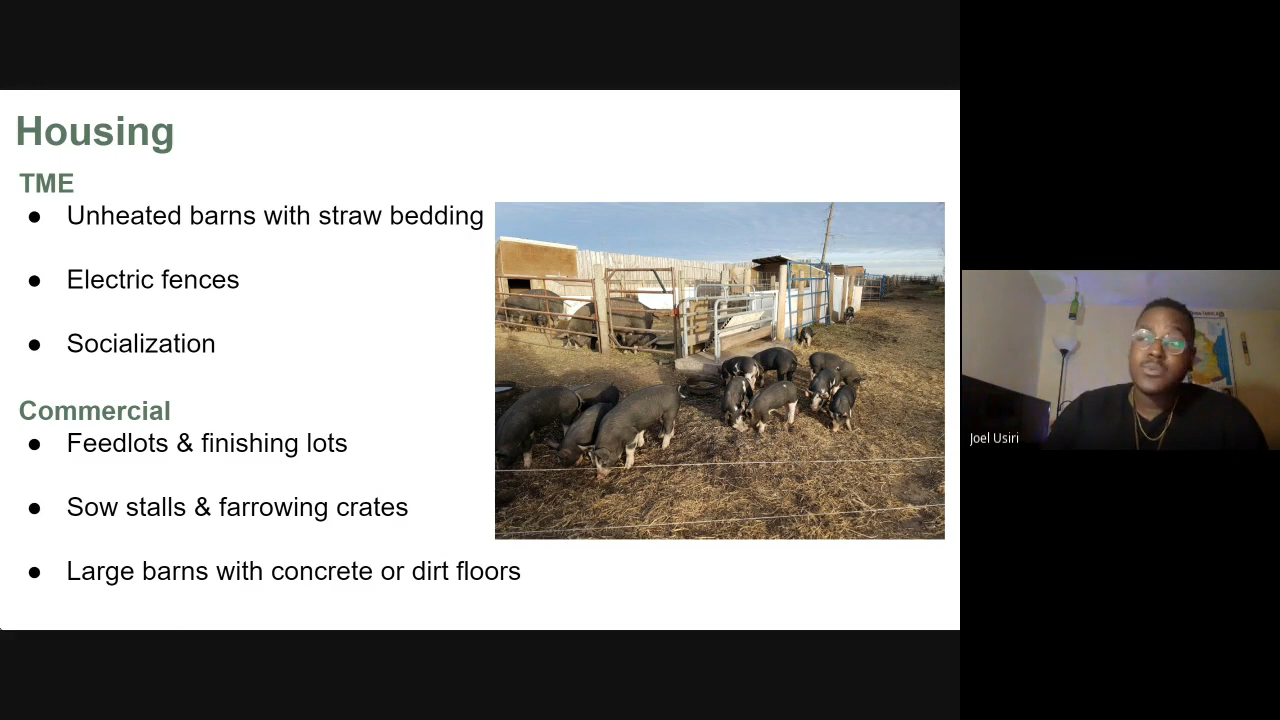 Housing
TME
● Unheated barns with straw bedding
● Electric fences
● Socialization
Commercial
● Feedlots & finishing lots
● Sow stalls & farrowing crates
● Large barns with concrete or dirt floors
Joel Usiri